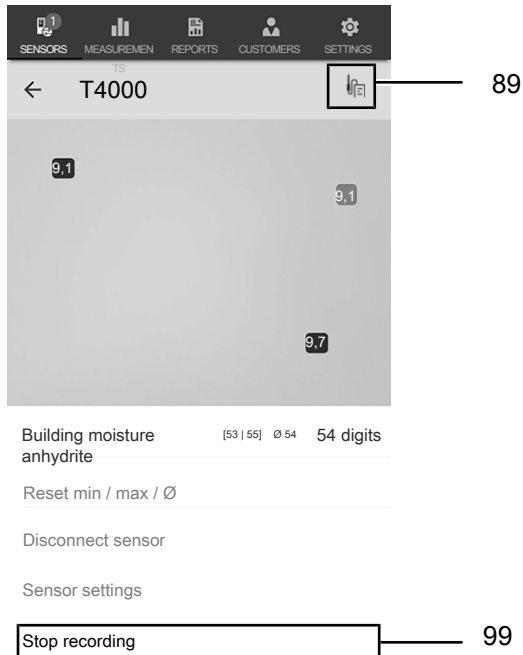 1
SENSORS MEASUREMEN TS REPORTS CUSTOMERS SETTINGS
T4000
89
9,1
9,1
9,7
Building moisture anhydrite [53 | 55] Ø 54 54 digits
Reset min / max / Ø
Disconnect sensor
Sensor settings
Stop recording
99